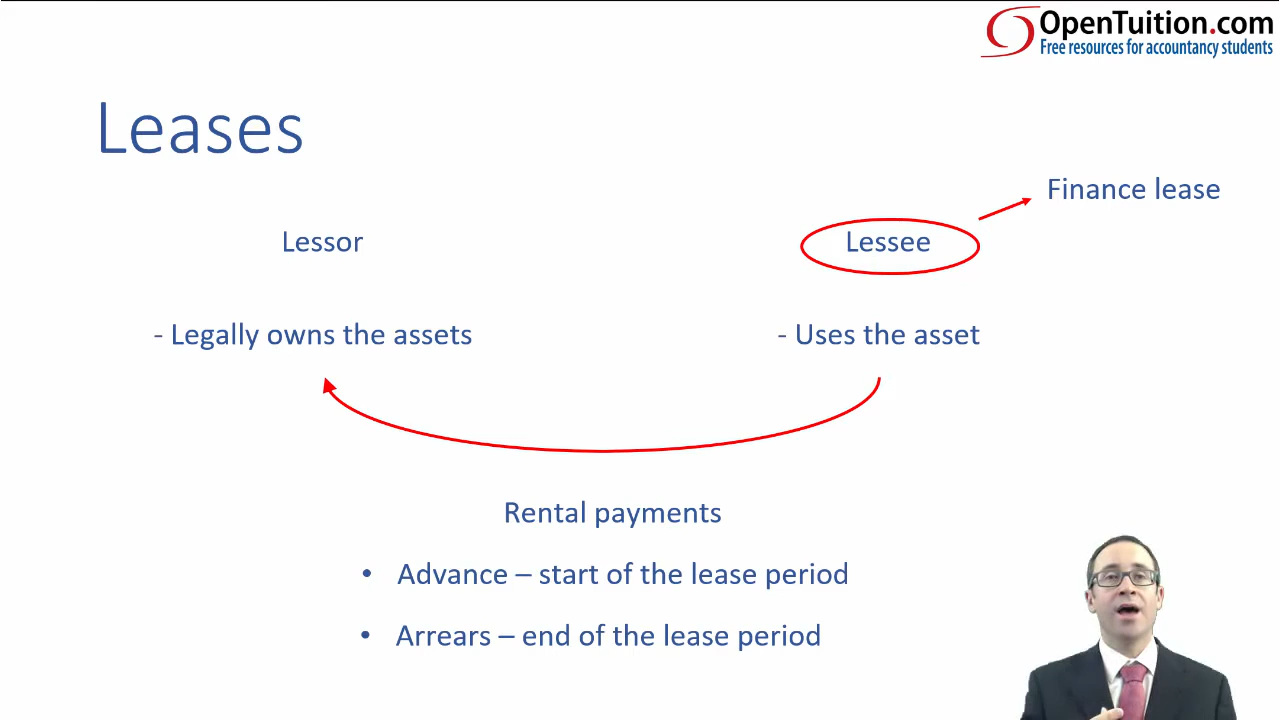 OpenTuition.com
Free resources for accountancy students
Leases
Finance lease
Lessor
Lessee
- Legally owns the assets
- Uses the asset
Rental payments
• Advance – start of the lease period
• Arrears – end of the lease period